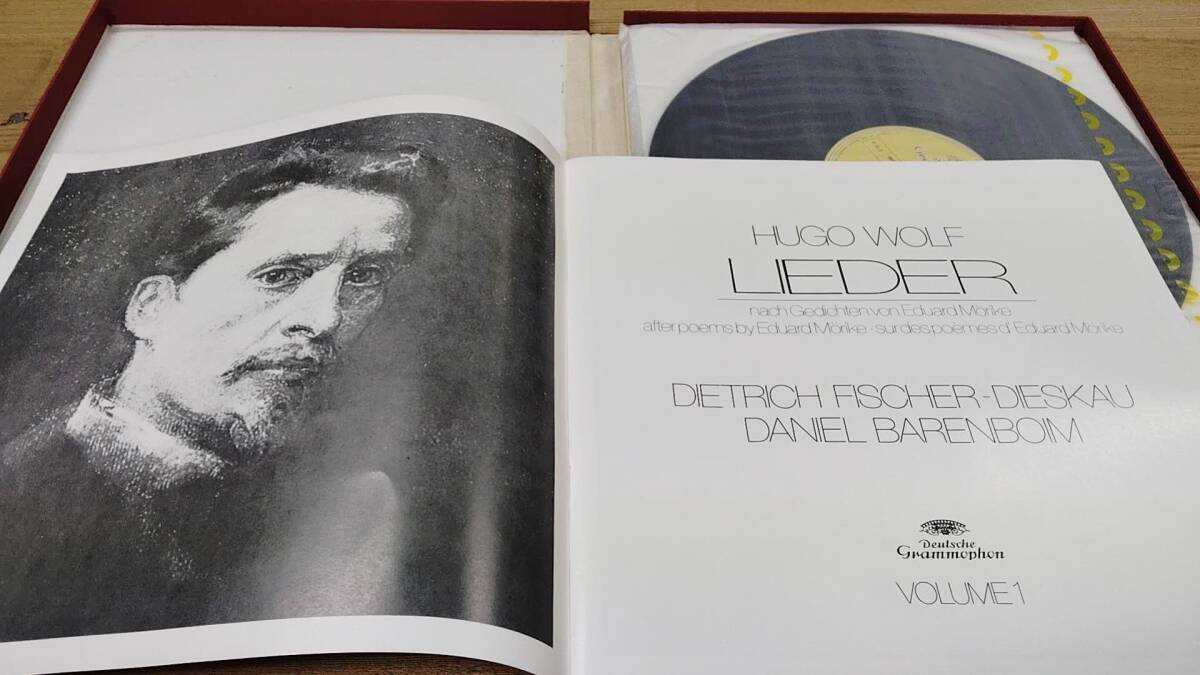 HUGO WOLF
LIEDER
nach Gedichten von Eduard Mörike
after poems by Eduard Mörike · sur des poèmes d'Eduard Mörike
DIETRICH FISCHER-DIESKAU
DANIEL BARENBOIM
Deutsche
Grammophon
VOLUME 1